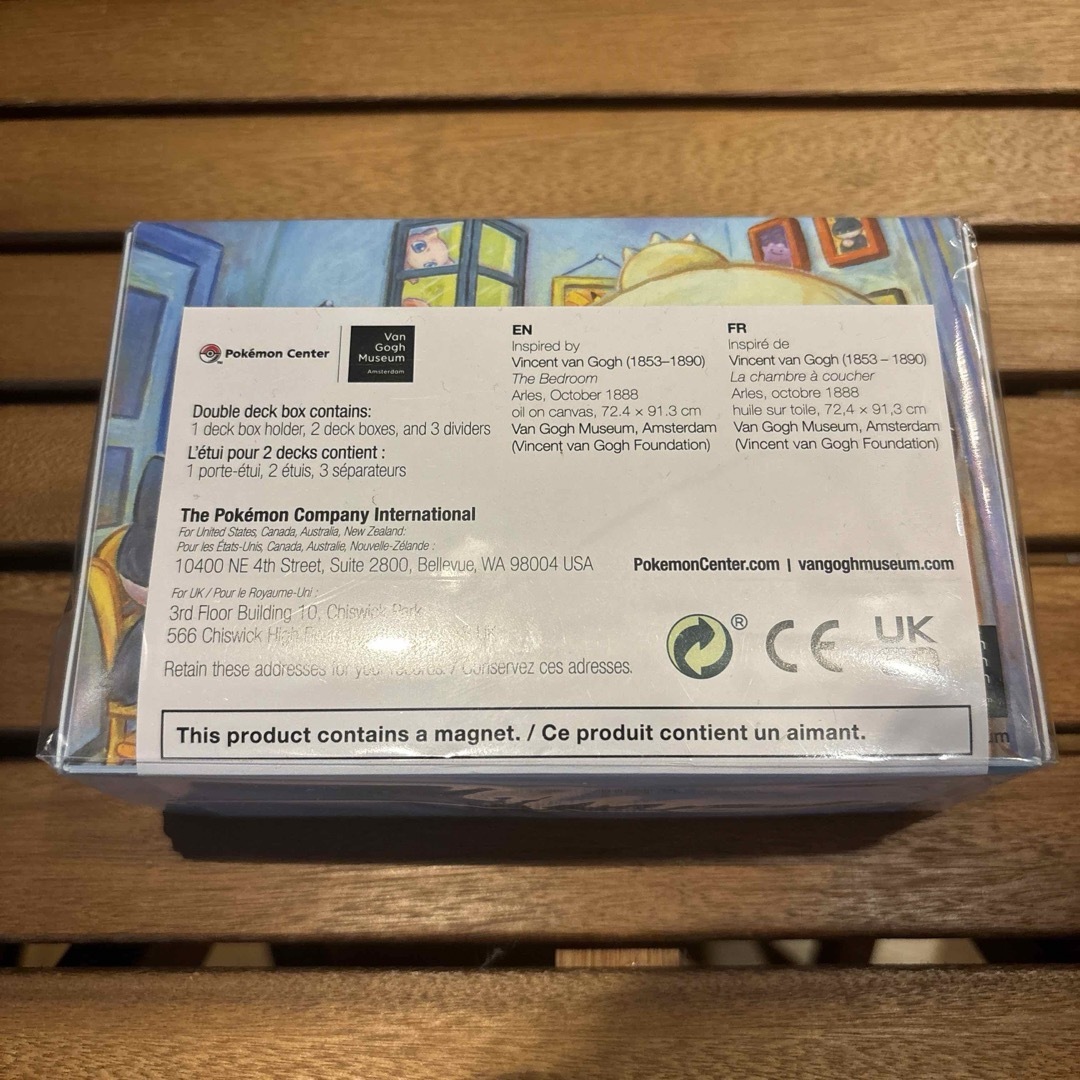 Pokémon Center
TM
Van
Gogh
Museum
Amsterdam
Double deck box contains:
1 deck box holder, 2 deck boxes, and 3 dividers
L'étui pour 2 decks contient :
1 porte-étui, 2 étuis, 3 séparateurs
EN
Inspired by
Vincent van Gogh (1853–1890)
The Bedroom
Arles, October 1888
oil on canvas, 72.4 × 91.3 cm
Van Gogh Museum, Amsterdam
(Vincent van Gogh Foundation)
FR
Inspiré de
Vincent van Gogh (1853 – 1890)
La chambre à coucher
Arles, octobre 1888
huile sur toile, 72,4 × 91,3 cm
Van Gogh Museum, Amsterdam
(Vincent van Gogh Foundation)
The Pokémon Company International
For United States, Canada, Australia, New Zealand:
Pour les États-Unis, Canada, Australie, Nouvelle-Zélande :
10400 NE 4th Street, Suite 2800, Bellevue, WA 98004 USA
PokemonCenter.com | vangoghmuseum.com
For UK / Pour le Royaume-Uni :
3rd Floor Building 10, Chiswick Park
566 Chiswick High
Retain these addresses for your records. / Conservez ces adresses.
®
CE
UK
This product contains a magnet. / Ce produit contient un aimant.